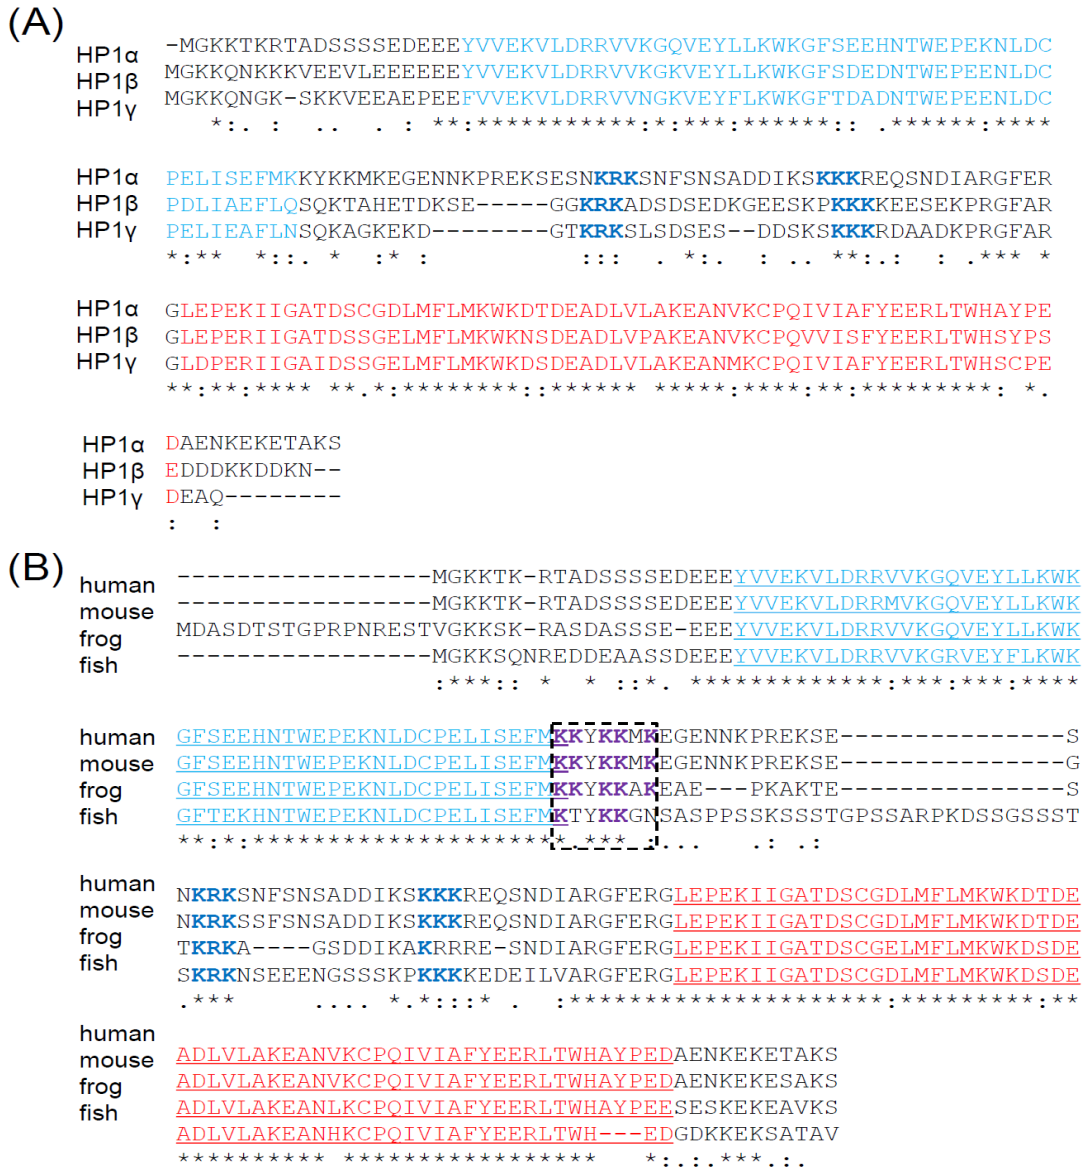 (A)
HP1α -MGKKTKRTADSSSSEDEEEYVVEKVLDRRVVKGQVEYLLKWKGFSEEHNTWEPEKNLDC
HP1β MGKKQNKKKVEEVLEEEEEEYVVEKVLDRRVVKGKVEYLLKWKGFSDEDNTWEPEENLDC
HP1γ MGKKQNGK-SKKVEEAEPEEFVVEKVLDRRVVNGKVEYFLKWKGFTDADNTWEPEENLDC
*:. : .. . : **:***********:*:***:******:: .******:****
HP1α PELISEFMKKYKKMKEGENNKPREKSESNKRKSNFSNSADDIKSKKKREQSNDIARGFER
HP1β PDLIAEFLQSQKTAHETDKSE-----GGKRKADSDSEDKGEESKPKKKKEESEKPRGFAR
HP1γ PELIEAFLNSQKAGKEKD--------GTKRKSLSDSES--DDSKSKKKRDAADKPRGFAR
*:** *::. * :* : ::: . *:. : .. **::. : .*** *
HP1α GLEPEKIIGATDSCGDLMFLMKWKDTDEADLVLAKEANVKCPQIVIAFYEERLTWHAYPE
HP1β GLEPERIIGATDSSGELMFLMKWKNSDEADLVPAKEANVKCPQVVISFYEERLTWHSYPS
HP1γ GLDPERIIGAIDSSGELMFLMKWKDSDEADLVLAKEANMKCPQIVIAFYEERLTWHSCPE
**:**:**** **.*:********::****** *****:****:**:*********: *.
HP1α DAENKEKETAKS
HP1β EDDDKKDDKN--
HP1γ DEAQ--------
: :
(B)
human -----------------MGKKTK-RTADSSSSEDEEEYVVEKVLDRRVVKGQVEYLLKWK
mouse -----------------MGKKTK-RTADSSSSEDEEEYVVEKVLDRRMVKGQVEYLLKWK
frog MDASDTSTGPRPNRESTVGKKSK-RASDASSSE-EEEYVVEKVLDRRVVKGQVEYLLKWK
fish -----------------MGKKSQNREDDEAASSDEEEYVVEKVLDRRVVKGRVEYFLKWK
:***:: * * ::*. *************:***:***:****
human GFSEEHNTWEPEKNLDCPELISEFMKKYKKMKEGENNKPREKSE---------------S
mouse GFSEEHNTWEPEKNLDCPELISEFMKKYKKMKEGENNKPREKSE---------------G
frog GFSEEHNTWEPEKNLDCPELISEFMKKYKKAKEAE---PKAKTE---------------S
fish GFTEKHNTWEPEKNLDCPELISEFMKTYKKGNSASPPSSKSSSTGPSSARPKDSSGSSST
**:*:*********************.*** :... .: :
human NKRKSNFSNSADDIKSKKKREQSNDIARGFERGLEPEKIIGATDSCGDLMFLMKWKDTDE
mouse NKRKSSFSNSADDIKSKKKREQSNDIARGFERGLEPEKIIGATDSCGDLMFLMKWKDTDE
frog TKRKA----GSDDIKAKRRRE-SNDIARGFERGLEPEKIIGATDSCGELMFLMKWKDSDE
fish SKRKNSEEENGSSSKPKKKKEDEILVARGFERGLEPEKIIGATDSCGDLMFLMKWKDSDE
.*** .... *.*:::* . :*********************:*********:**
human ADLVLAKEANVKCPQIVIAFYEERLTWHAYPEDAENKEKETAKS
mouse ADLVLAKEANVKCPQIVIAFYEERLTWHAYPEDAENKEKESAKS
frog ADLVLAKEANLKCPQIVIAFYEERLTWHAYPEESESKEKEAVKS
fish ADLVLAKEANHKCPQIVIAFYEERLTWH---EDGDKKEKSATAV
********** ***************** *:.:.***.:.